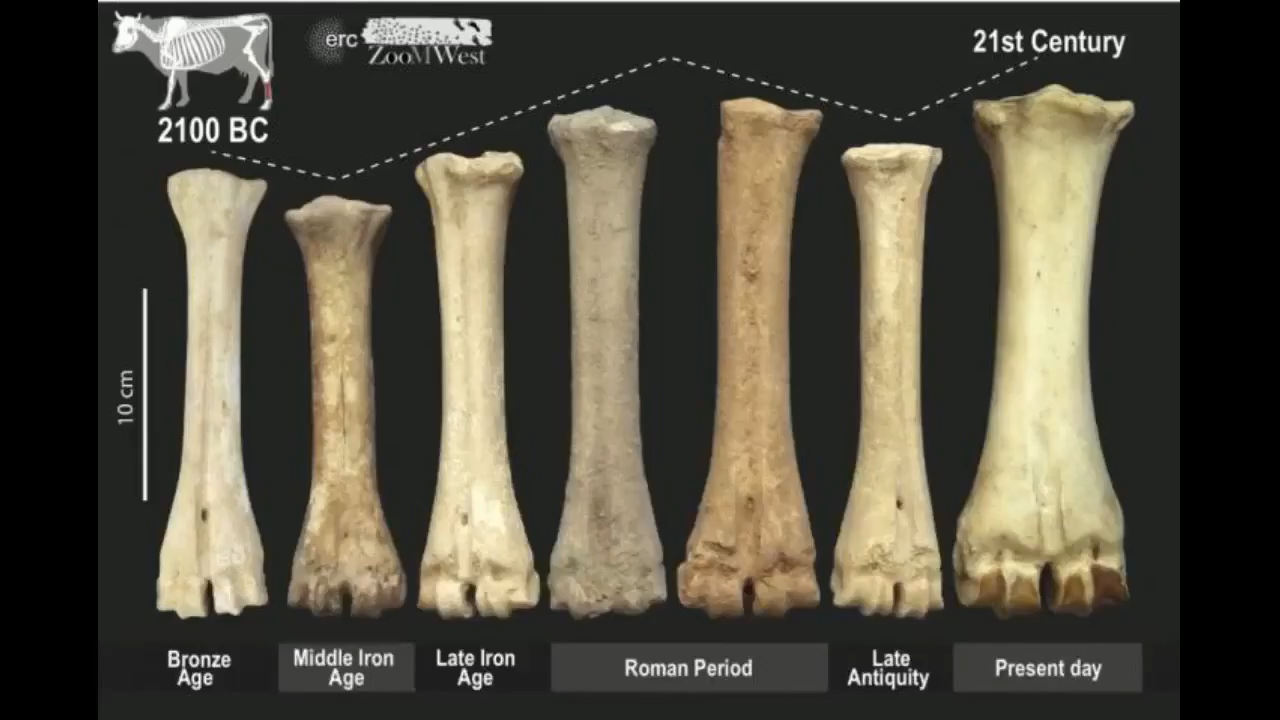 erc
ZooMWest
21st Century
2100 BC
10 cm
Bronze
Age
Middle Iron
Age
Late Iron
Age
Roman Period
Late
Antiquity
Present day